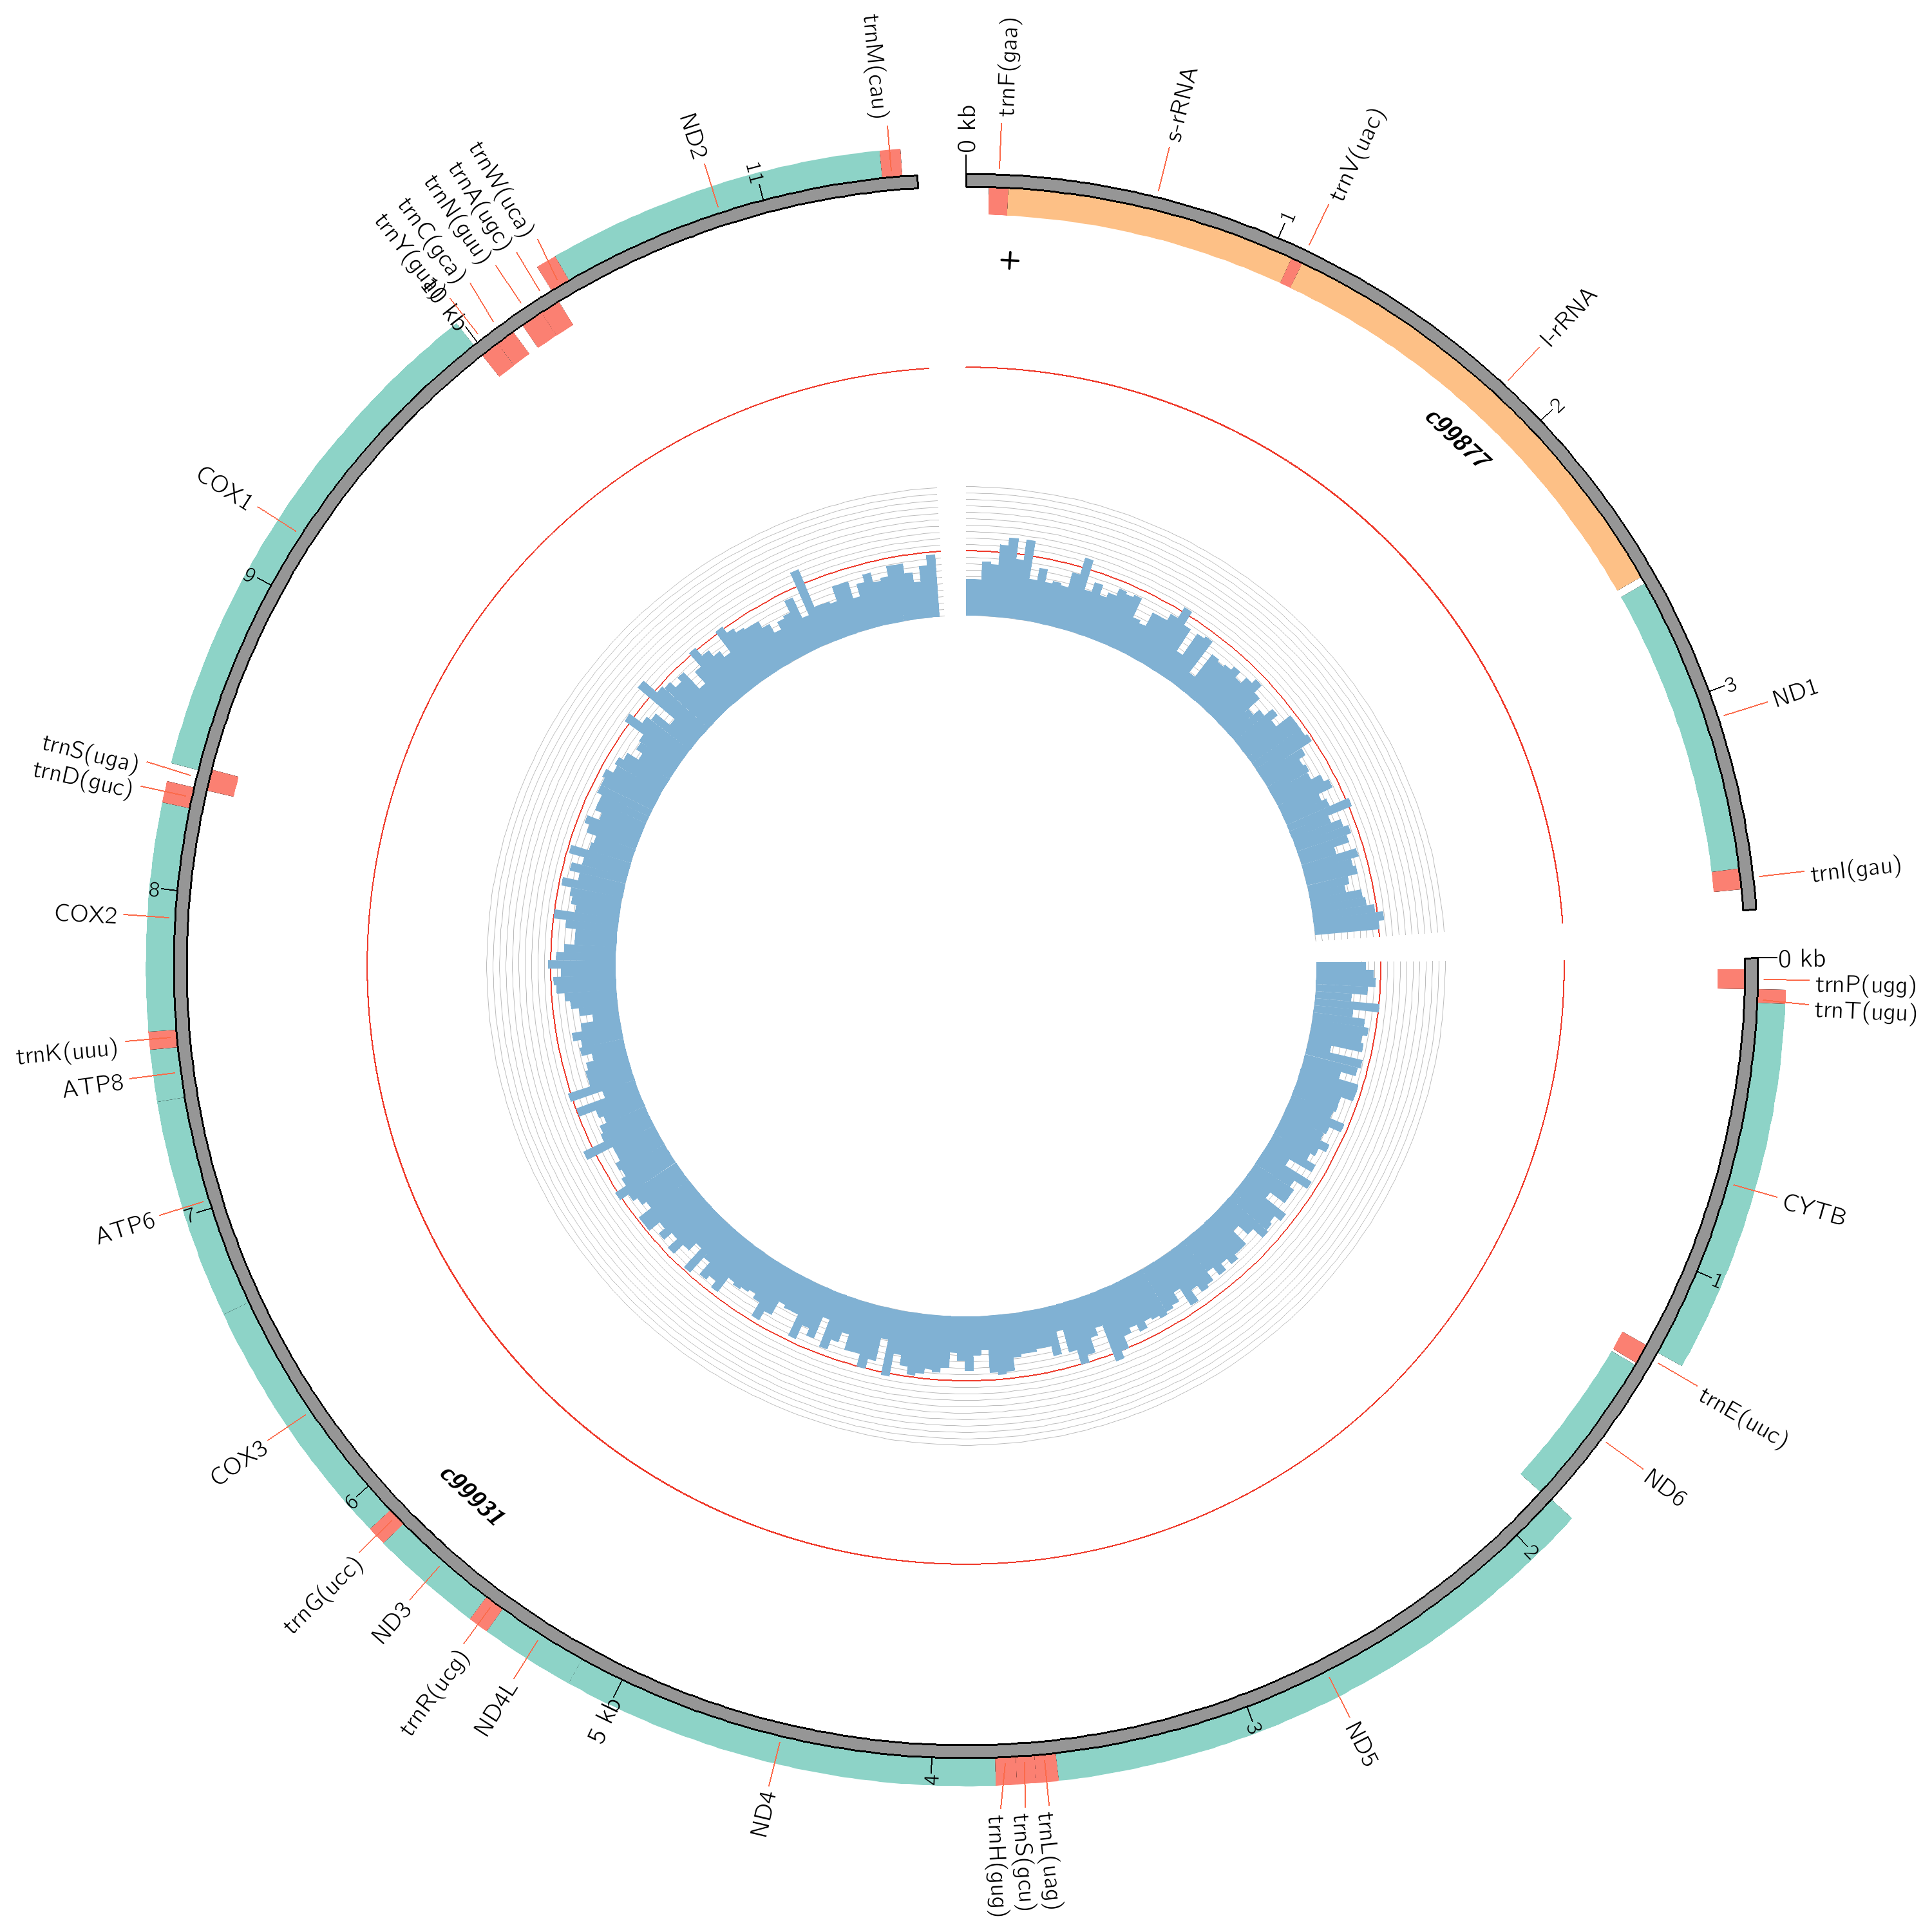 0 kb
trnF(gaa)
s-rRNA
1
trnV(uac)
l-rRNA
2
c99877
3
ND1
trnI(gau)
+
0 kb
trnP(ugg)
trnT(ugu)
CYTB
1
trnE(uuc)
ND6
2
ND5
3
trnL(uag)
trnS(gcu)
trnH(gug)
4
ND4
5 kb
ND4L
trnR(ucg)
ND3
trnG(ucc)
c99931
6
COX3
7
ATP6
ATP8
trnK(uuu)
COX2
8
trnD(guc)
trnS(uga)
9
COX1
10 kb
trnY(gua)
trnC(gca)
trnN(guu)
trnA(ugc)
trnW(uca)
ND2
11
trnM(cau)